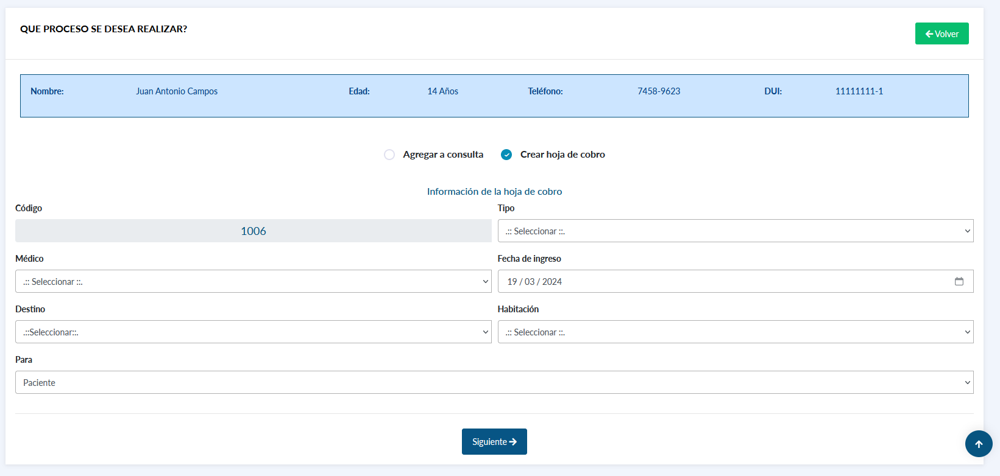 QUE PROCESO SE DESEA REALIZAR?
Volver
Nombre: Juan Antonio Campos Edad: 14 Años Teléfono: 7458-9623 DUI: 11111111-1
Agregar a consulta Crear hoja de cobro
Información de la hoja de cobro
Código Tipo
1006 .:: Seleccionar ::.
Médico Fecha de ingreso
.:: Seleccionar ::. 19 / 03 / 2024
Destino Habitación
.::Seleccionar::. .:: Seleccionar ::.
Para
Paciente
Siguiente